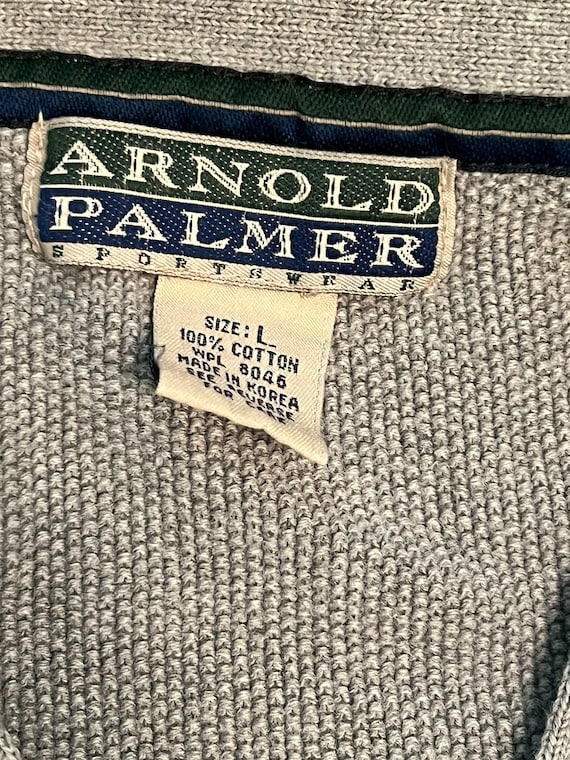 ARNOLD
PALMER
SPORTSWEAR
SIZE: L
100% COTTON
WPL 8046
MADE IN KOREA
SEE REVERSE
FOR CARE